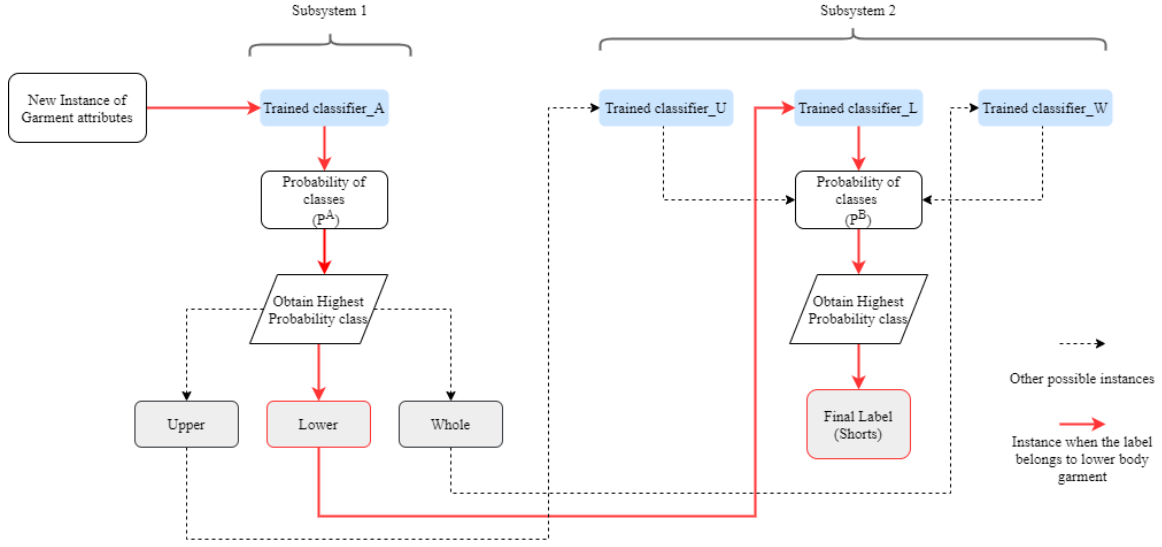 Subsystem 1
Subsystem 2
New Instance of
Garment attributes
Trained classifier_A
Trained classifier_U
Trained classifier_L
Trained classifier_W
Probability of
classes
(P^A)
Probability of
classes
(P^B)
Obtain Highest
Probability class
Obtain Highest
Probability class
Upper
Lower
Whole
Final Label
(Shorts)
Other possible instances
Instance when the label
belongs to lower body
garment